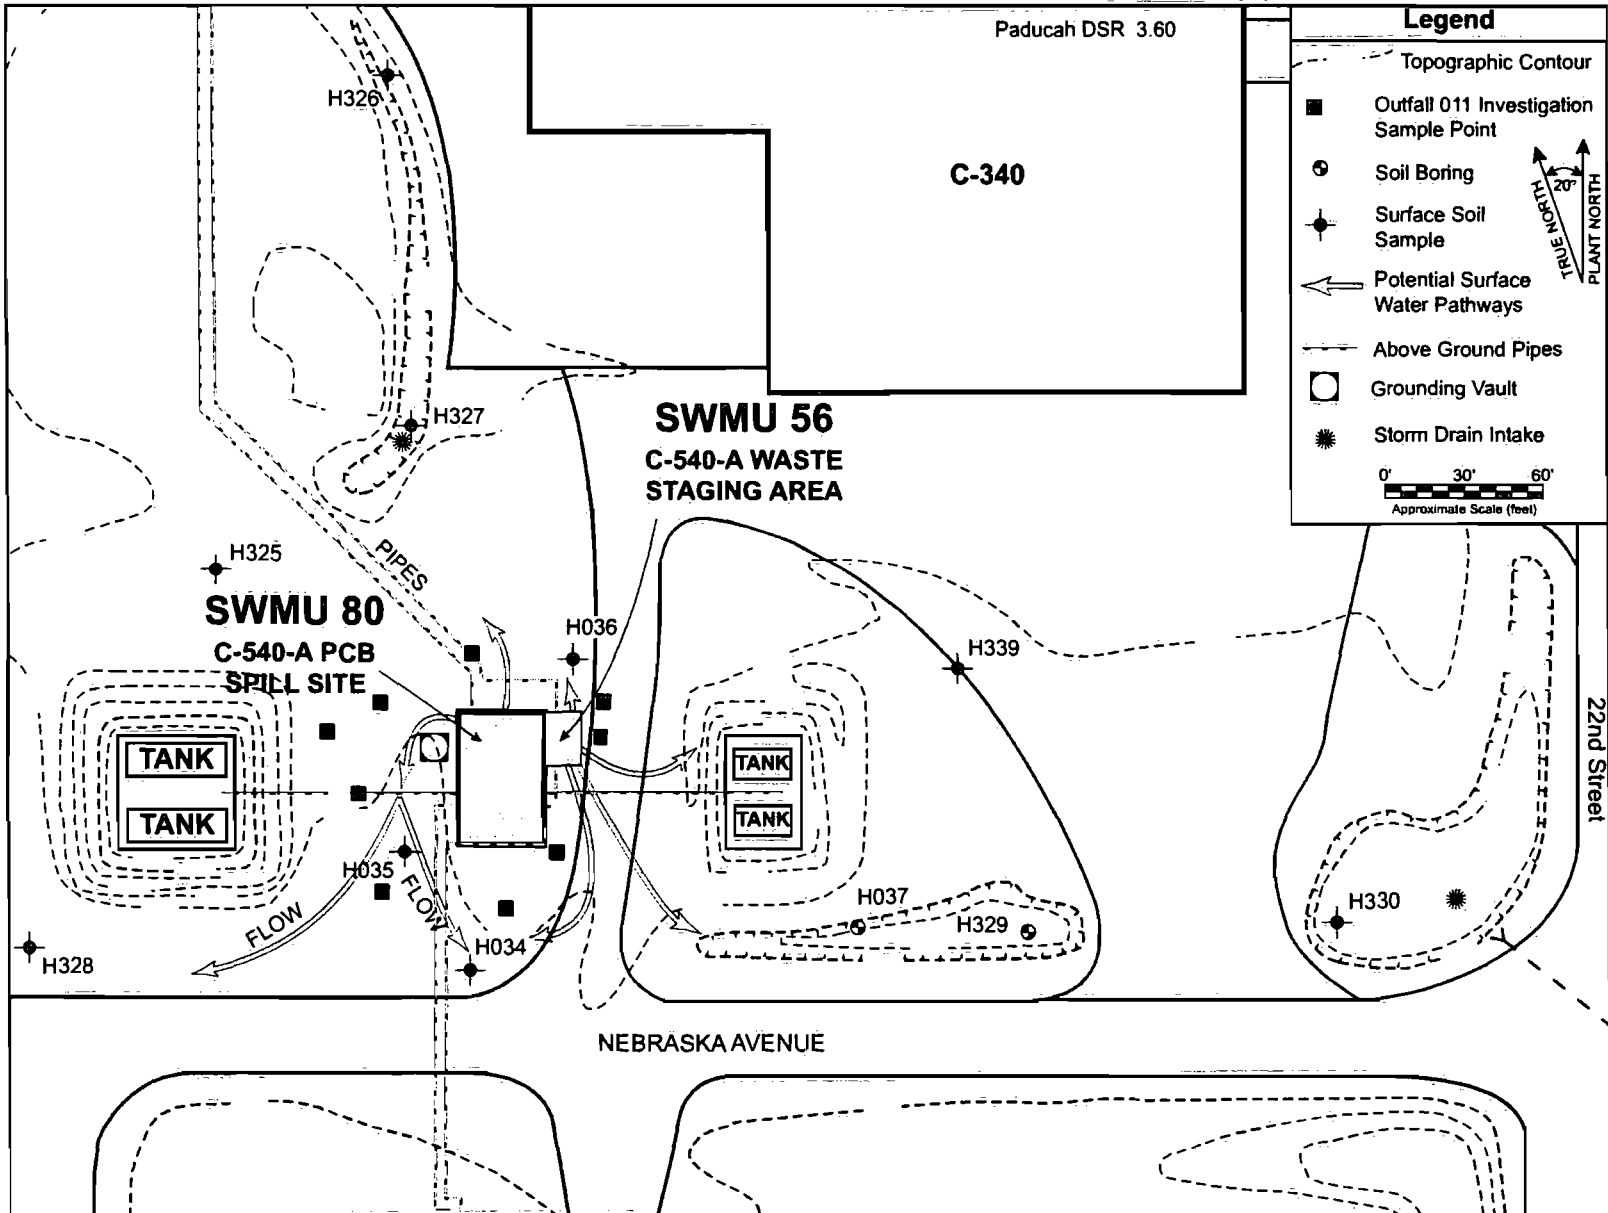 Paducah DSR 3.60
Legend
Topographic Contour
Outfall 011 Investigation
Sample Point
Soil Boring
Surface Soil
Sample
Potential Surface
Water Pathways
Above Ground Pipes
Grounding Vault
Storm Drain Intake
0' 30' 60'
Approximate Scale (feet)
20°
TRUE NORTH
PLANT NORTH
H326
C-340
H327
SWMU 56
C-540-A WASTE
STAGING AREA
H325
PIPES
SWMU 80
C-540-A PCB
SPILL SITE
H036
H339
22nd Street
TANK
TANK
TANK
TANK
H035
FLOW
FLOW
H037
H329
H330
H328
H034
NEBRASKA AVENUE